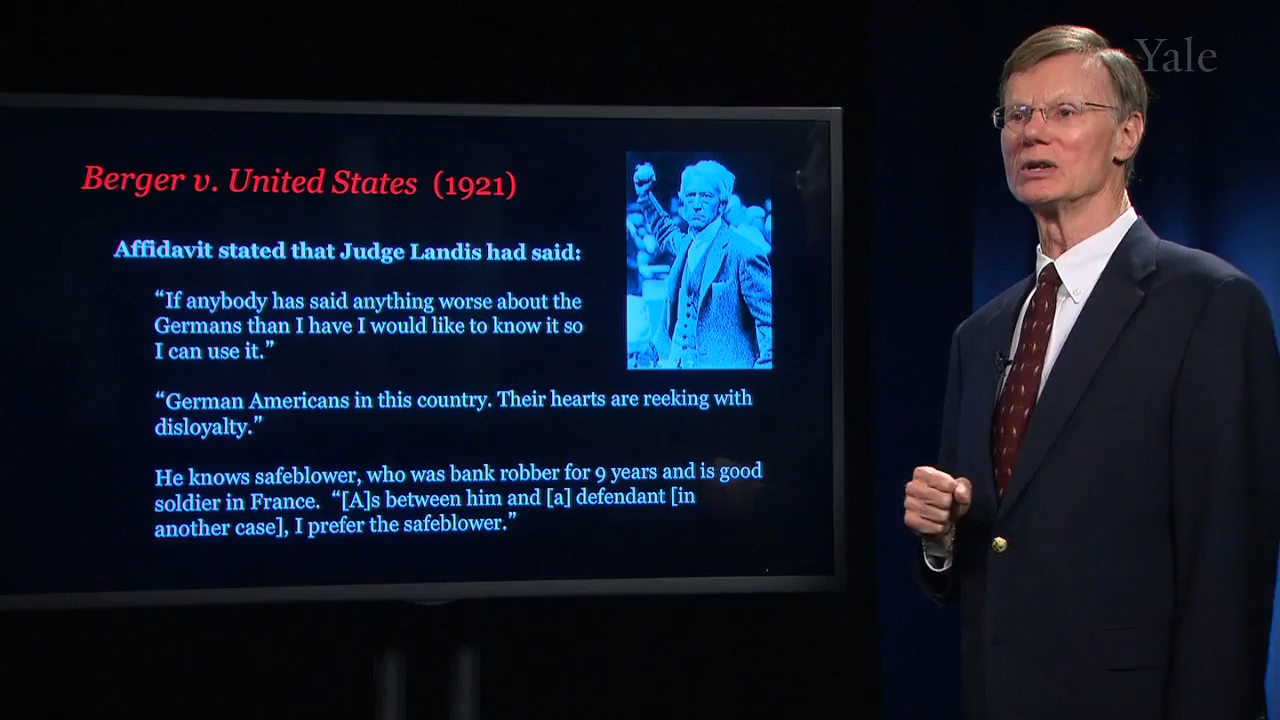 Yale
Berger v. United States (1921)
Affidavit stated that Judge Landis had said:
“If anybody has said anything worse about the
Germans than I have I would like to know it so
I can use it.”
“German Americans in this country. Their hearts are reeking with
disloyalty.”
He knows safeblower, who was bank robber for 9 years and is good
soldier in France. “[A]s between him and [a] defendant [in
another case], I prefer the safeblower.”